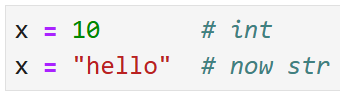 x = 10        # int
x = "hello"  # now str